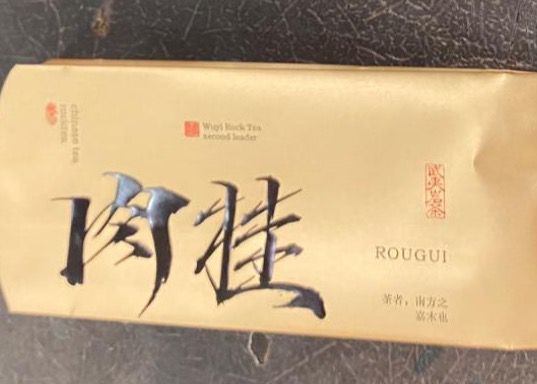 chinese tea
rocktea
Wuyi Rock Tea
second leader
肉桂
武夷岩茶
ROUGUI
茶者，南方之
嘉木也